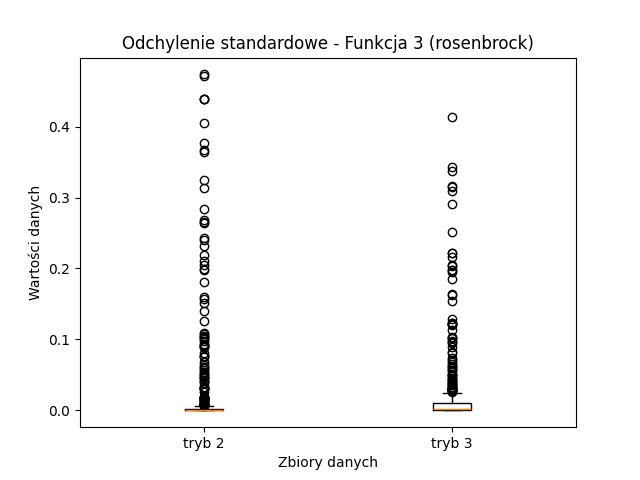 Odchylenie standardowe - Funkcja 3 (rosenbrock)
0.4
0.3
0.2
0.1
0.0
Wartości danych
tryb 2
tryb 3
Zbiory danych